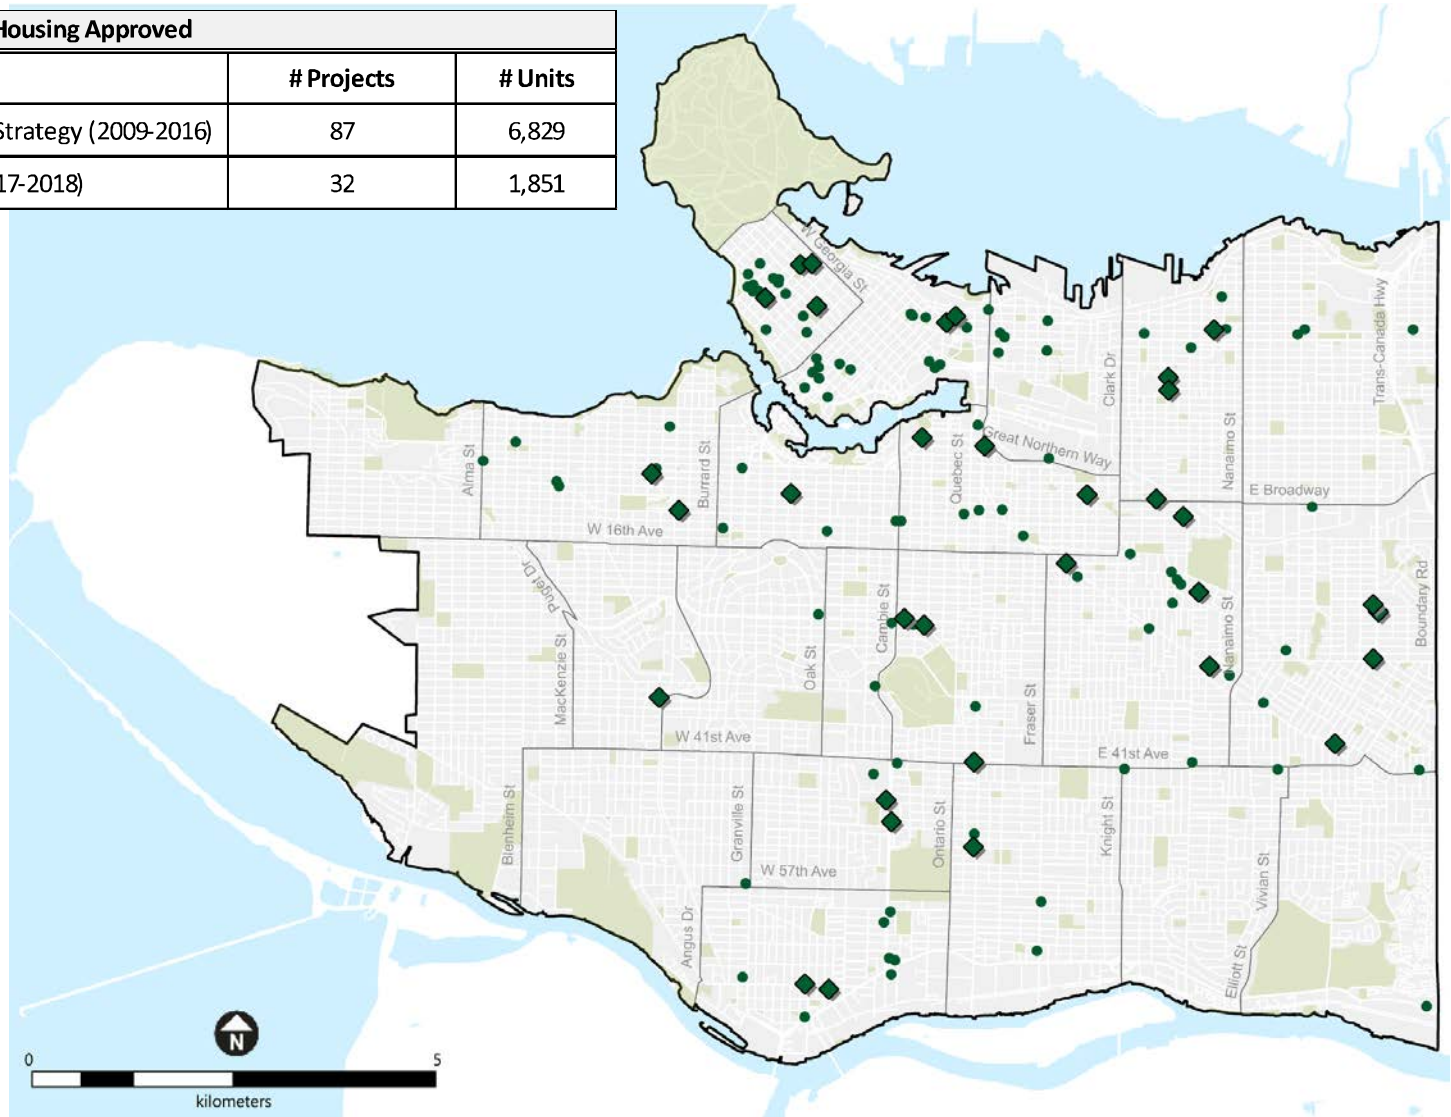 Housing Approved
# Projects # Units
Strategy (2009-2016) 87 6,829
17-2018) 32 1,851
W Georgia St
Trans-Canada Hwy
Clark Dr
Nanaimo St
Great Northern Way
Quebec St
Alma St
Burrard St
E Broadway
W 16th Ave
Puget Dr
Cambie St
Boundary Rd
Nanaimo St
MacKenzie St
Oak St
Fraser St
W 41st Ave
E 41st Ave
Blenheim St
Granville St
Ontario St
Knight St
W 57th Ave
Vivian St
Angus Dr
Elliott St
N
0 5
kilometers